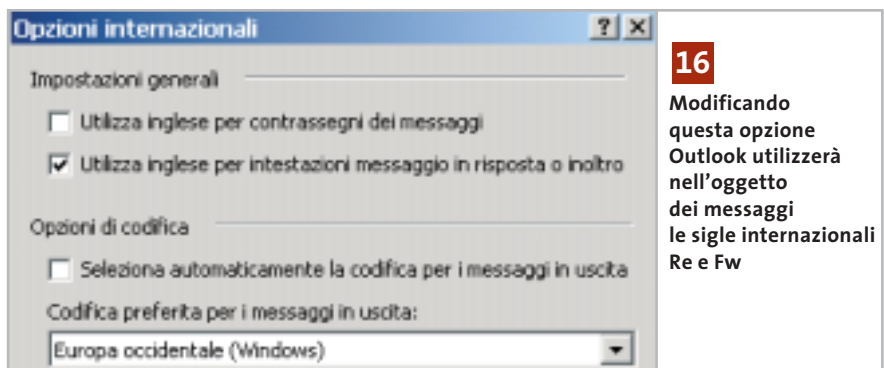 Opzioni internazionali
Impostazioni generali
Utilizza inglese per contrassegni dei messaggi
Utilizza inglese per intestazioni messaggio in risposta o inoltro
Opzioni di codifica
Seleziona automaticamente la codifica per i messaggi in uscita
Codifica preferita per i messaggi in uscita:
Europa occidentale (Windows)
16
Modificando
questa opzione
Outlook utilizzerà
nell'oggetto
dei messaggi
le sigle internazionali
Re e Fw